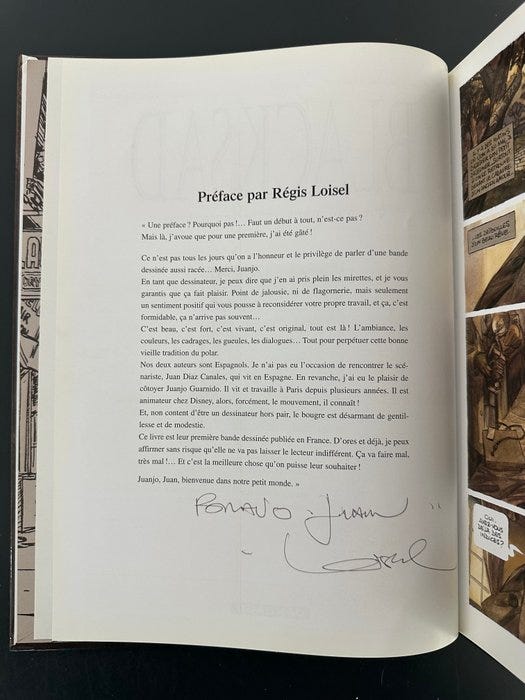 Préface par Régis Loisel
« Une préface ? Pourquoi pas !… Faut un début à tout, n'est-ce pas ?
Mais là, j'avoue que pour une première, j'ai été gâté !
Ce n'est pas tous les jours qu'on a l'honneur et le privilège de parler d'une bande
dessinée aussi racée… Merci, Juanjo.
En tant que dessinateur, je peux dire que j'en ai pris plein les mirettes, et je vous
garantis que ça fait plaisir. Point de jalousie, ni de flagornerie, mais seulement
un sentiment positif qui vous pousse à reconsidérer votre propre travail, et ça, c'est
formidable, ça n'arrive pas souvent…
C'est beau, c'est fort, c'est vivant, c'est original, tout est là ! L'ambiance, les
couleurs, les cadrages, les gueules, les dialogues… Tout pour perpétuer cette bonne
vieille tradition du polar.
Nos deux auteurs sont Espagnols. Je n'ai pas eu l'occasion de rencontrer le scé-
nariste, Juan Diaz Canales, qui vit en Espagne. En revanche, j'ai eu le plaisir de
côtoyer Juanjo Guarnido. Il vit et travaille à Paris depuis plusieurs années. Il est
animateur chez Disney, alors, forcément, le mouvement, il connaît !
Et, non content d'être un dessinateur hors pair, le bougre est désarmant de gentil-
lesse et de modestie.
Ce livre est leur première bande dessinée publiée en France. D'ores et déjà, je peux
affirmer sans risque qu'elle ne va pas laisser le lecteur indifférent. Ça va faire mal,
très mal !… Et c'est la meilleure chose qu'on puisse leur souhaiter !
Juanjo, Juan, bienvenue dans notre petit monde. »
Loisel
BLACKSAD
OUI.
AVEZ-VOUS
DÉJÀ DES
INDICES ?